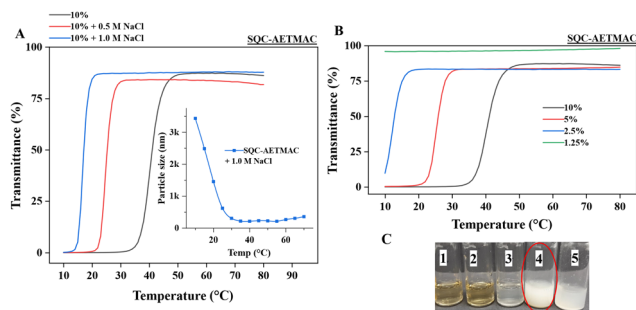 10%
10% + 0.5 M NaCl
10% + 1.0 M NaCl
A
SQC-AETMAC
Transmittance (%)
100
75
50
25
0
10 20 30 40 50 60 70 80 90
Temperature (°C)
Particle size (nm)
3k
2k
1k
0
20 40 60
Temp (°C)
SQC-AETMAC
+ 1.0 M NaCl
B
SQC-AETMAC
Transmittance (%)
100
75
50
25
0
10 20 30 40 50 60 70 80
Temperature (°C)
10%
5%
2.5%
1.25%
C
1 2 3 4 5